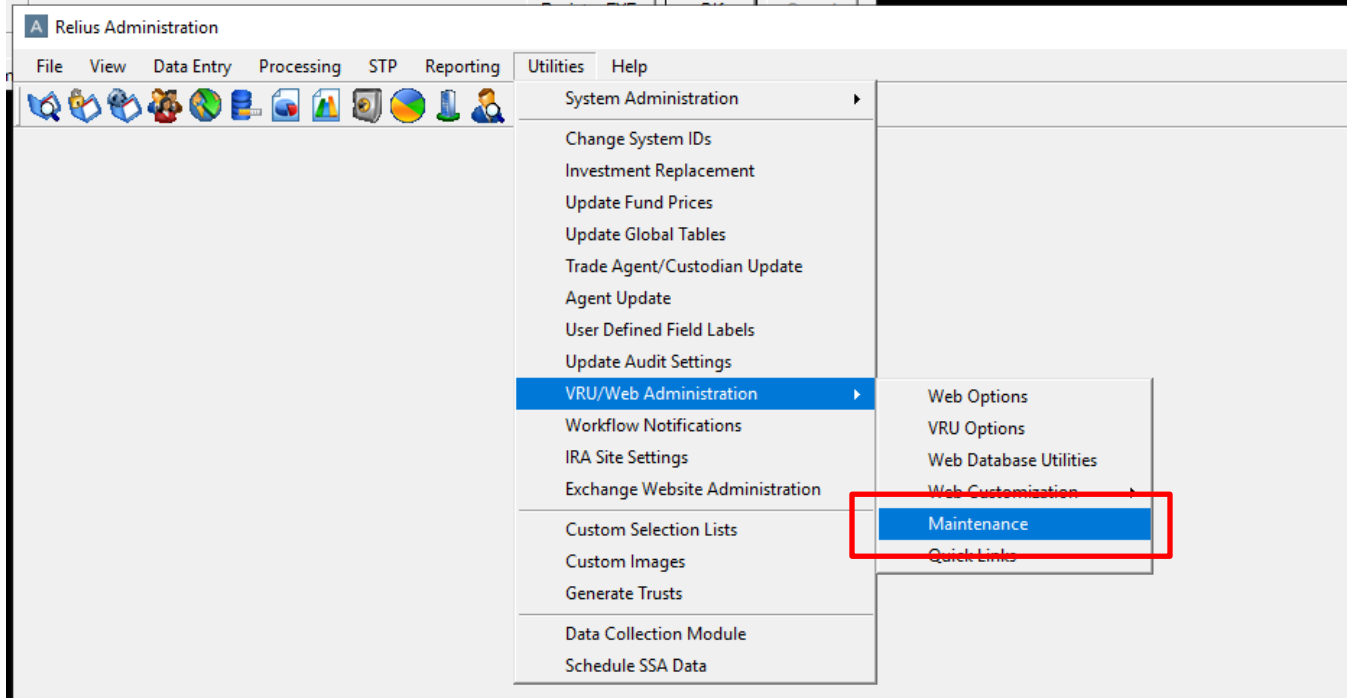 Relius Administration
File View Data Entry Processing STP Reporting Utilities Help
System Administration
Change System IDs
Investment Replacement
Update Fund Prices
Update Global Tables
Trade Agent/Custodian Update
Agent Update
User Defined Field Labels
Update Audit Settings
VRU/Web Administration
Workflow Notifications
IRA Site Settings
Exchange Website Administration
Custom Selection Lists
Custom Images
Generate Trusts
Data Collection Module
Schedule SSA Data
Web Options
VRU Options
Web Database Utilities
Web Customization
Maintenance
Quick Links